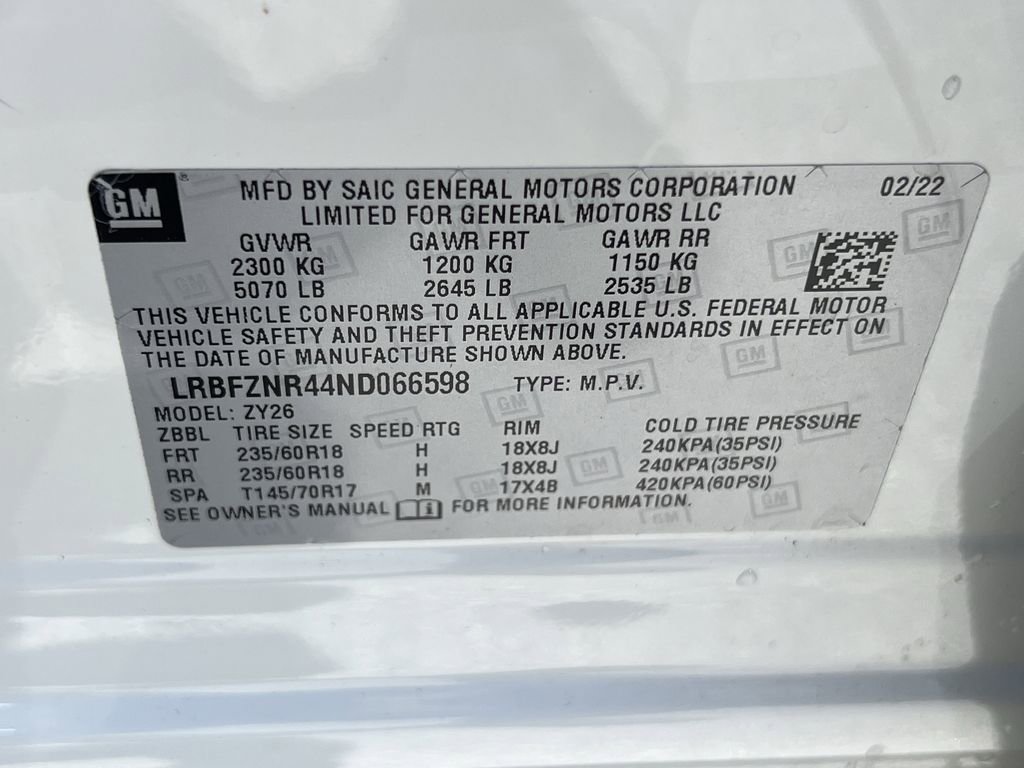 GM ® MFD BY SAIC GENERAL MOTORS CORPORATION 02/22
LIMITED FOR GENERAL MOTORS LLC
GVWR GAWR FRT GAWR RR
2300 KG 1200 KG 1150 KG
5070 LB 2645 LB 2535 LB
THIS VEHICLE CONFORMS TO ALL APPLICABLE U.S. FEDERAL MOTOR
VEHICLE SAFETY AND THEFT PREVENTION STANDARDS IN EFFECT ON
THE DATE OF MANUFACTURE SHOWN ABOVE.
LRBFZNR44ND066598 TYPE: M.P.V.
MODEL: ZY26
ZBBL TIRE SIZE SPEED RTG RIM COLD TIRE PRESSURE
FRT 235/60R18 H 18X8J 240KPA(35PSI)
RR 235/60R18 H 18X8J 240KPA(35PSI)
SPA T145/70R17 M 17X4B 420KPA(60PSI)
SEE OWNER'S MANUAL FOR MORE INFORMATION.